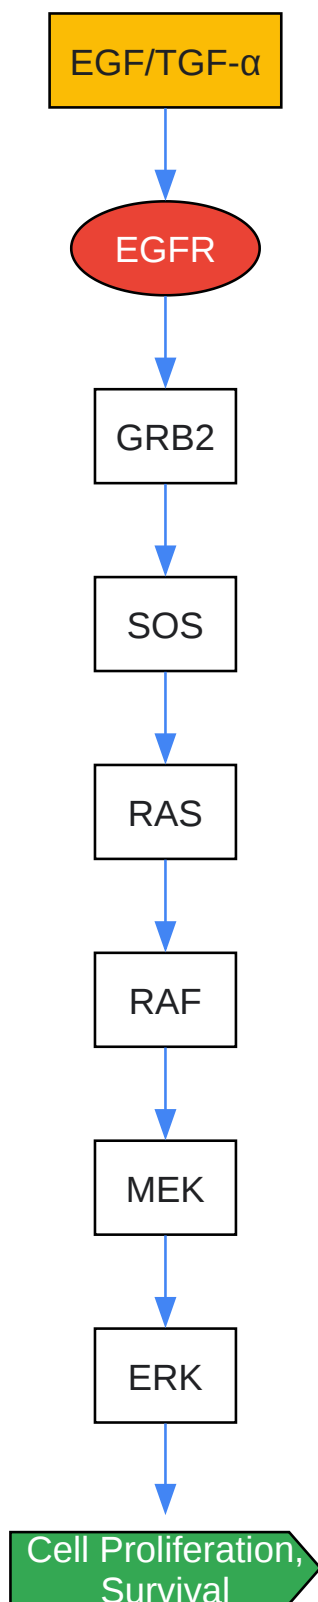 EGF/TGF-α
EGFR
GRB2
SOS
RAS
RAF
MEK
ERK
Cell Proliferation,
Survival